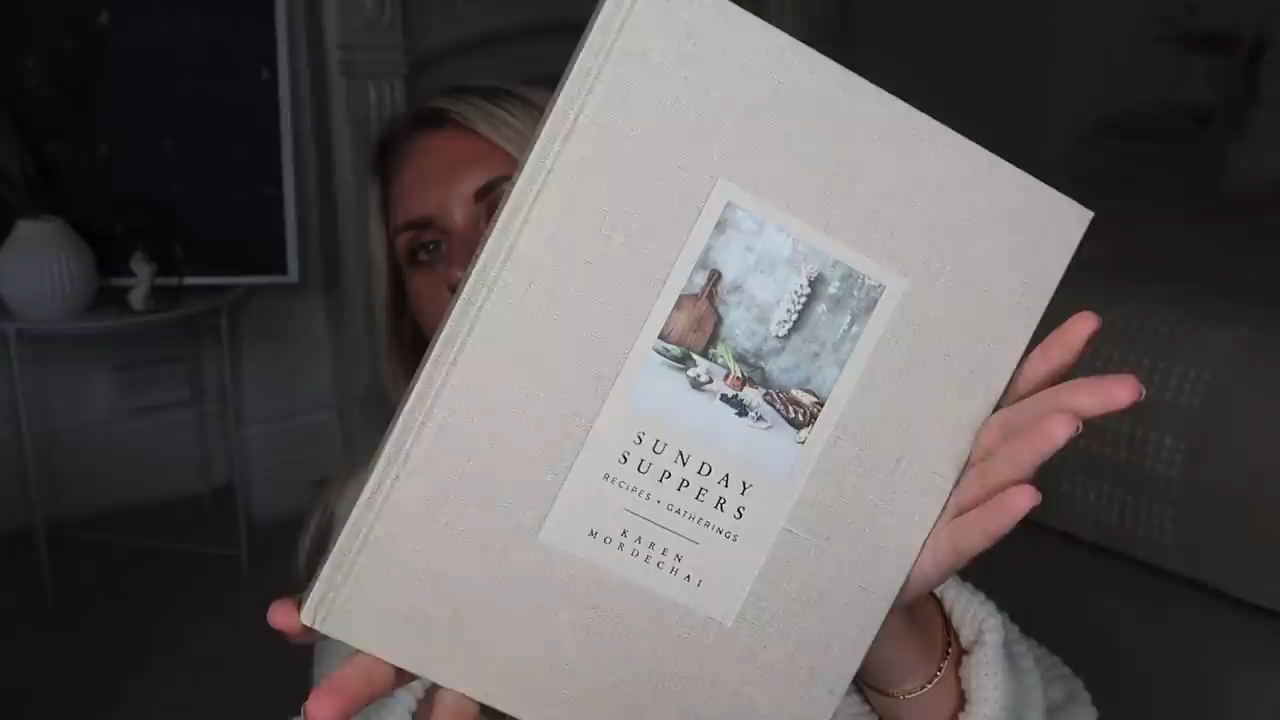 SUNDAY
SUPPERS
RECIPES + GATHERINGS
KAREN
MORDECHAI